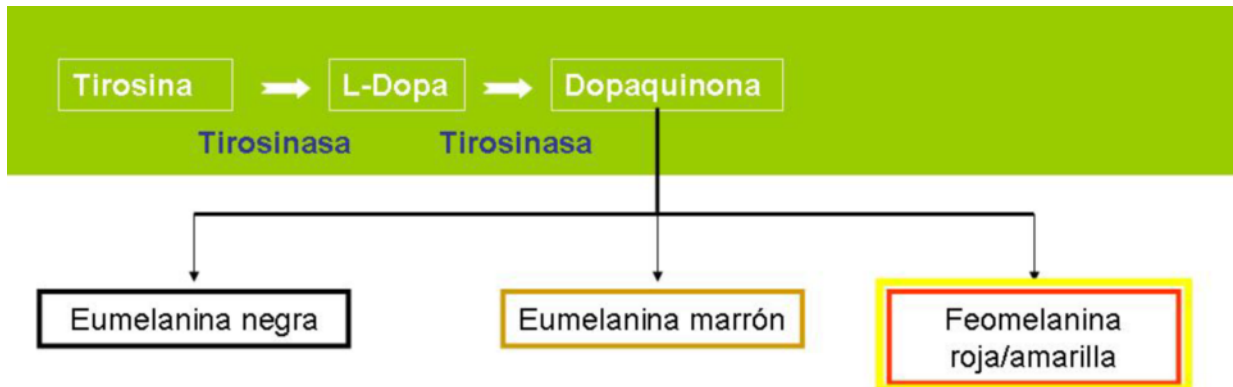 Tirosina
L-Dopa
Dopaquinona
Tirosinasa
Tirosinasa
Eumelanina negra
Eumelanina marrón
Feomelanina
roja/amarilla